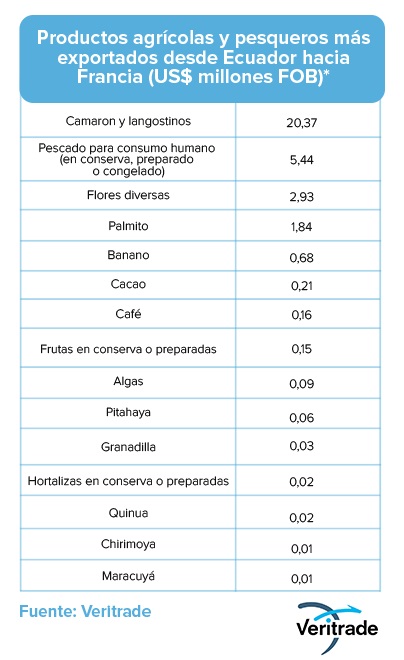 Productos agrícolas y pesqueros más
exportados desde Ecuador hacia
Francia (US$ millones FOB)*
Camaron y langostinos 20,37
Pescado para consumo humano
(en conserva, preparado
o congelado) 5,44
Flores diversas 2,93
Palmito 1,84
Banano 0,68
Cacao 0,21
Café 0,16
Frutas en conserva o preparadas 0,15
Algas 0,09
Pitahaya 0,06
Granadilla 0,03
Hortalizas en conserva o preparadas 0,02
Quinua 0,02
Chirimoya 0,01
Maracuyá 0,01
Fuente: Veritrade
Veritrade